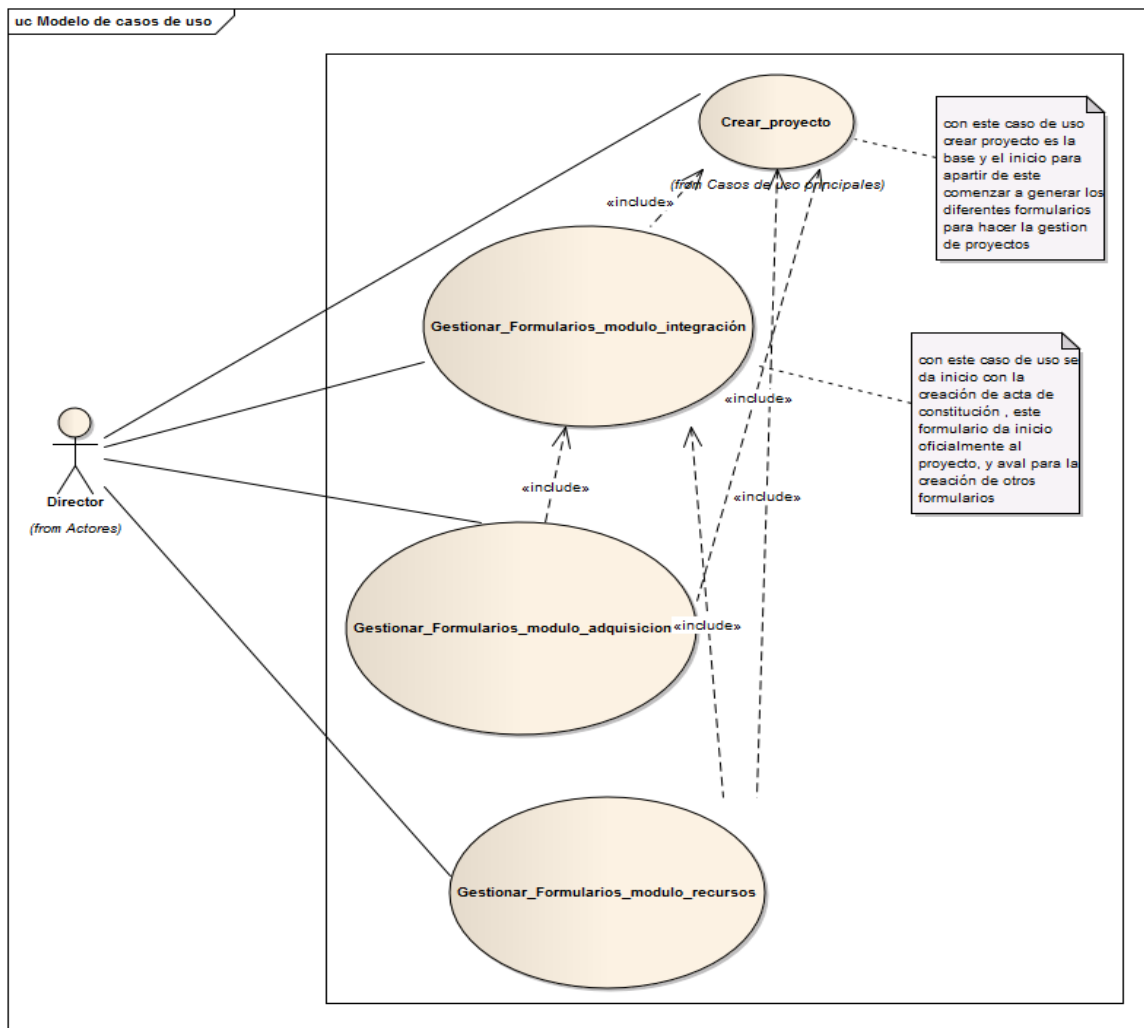 uc Modelo de casos de uso
Crear_proyecto
(from Casos de uso principales)
con este caso de uso
crear proyecto es la
base y el inicio para
apartir de este
comenzar a generar los
diferentes formularios
para hacer la gestion
de proyectos
«include»
Gestionar_Formularios_modulo_integración
con este caso de uso se
da inicio con la
creación de acta de
constitución , este
formulario da inicio
oficialmente al
proyecto, y aval para la
creación de otros
formularios
«include»
«include»
«include»
Director
(from Actores)
Gestionar_Formularios_modulo_adquisicion
«include»
Gestionar_Formularios_modulo_recursos